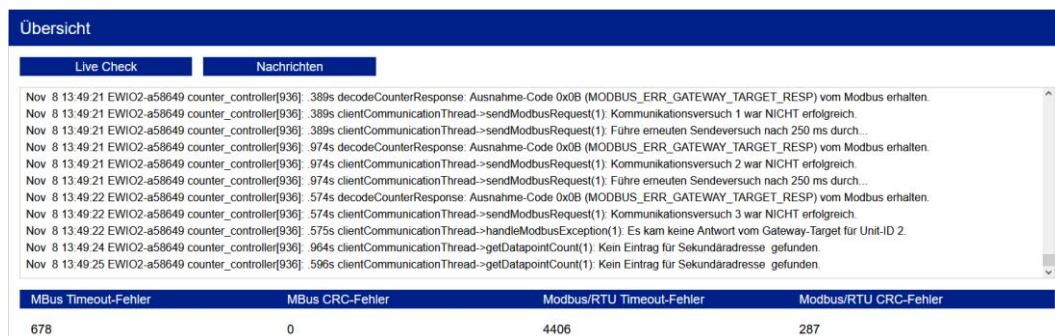 Übersicht
Live Check Nachrichten
Nov 8 13:49:21 EWIO2-a58649 counter_controller[936]: .389s decodeCounterResponse: Ausnahme-Code 0x0B (MODBUS_ERR_GATEWAY_TARGET_RESP) vom Modbus erhalten.
Nov 8 13:49:21 EWIO2-a58649 counter_controller[936]: .389s clientCommunicationThread->sendModbusRequest(1): Kommunikationsversuch 1 war NICHT erfolgreich.
Nov 8 13:49:21 EWIO2-a58649 counter_controller[936]: .389s clientCommunicationThread->sendModbusRequest(1): Führe erneuten Sendeversuch nach 250 ms durch...
Nov 8 13:49:21 EWIO2-a58649 counter_controller[936]: .974s decodeCounterResponse: Ausnahme-Code 0x0B (MODBUS_ERR_GATEWAY_TARGET_RESP) vom Modbus erhalten.
Nov 8 13:49:21 EWIO2-a58649 counter_controller[936]: .974s clientCommunicationThread->sendModbusRequest(1): Kommunikationsversuch 2 war NICHT erfolgreich.
Nov 8 13:49:21 EWIO2-a58649 counter_controller[936]: .974s clientCommunicationThread->sendModbusRequest(1): Führe erneuten Sendeversuch nach 250 ms durch...
Nov 8 13:49:22 EWIO2-a58649 counter_controller[936]: .574s decodeCounterResponse: Ausnahme-Code 0x0B (MODBUS_ERR_GATEWAY_TARGET_RESP) vom Modbus erhalten.
Nov 8 13:49:22 EWIO2-a58649 counter_controller[936]: .574s clientCommunicationThread->sendModbusRequest(1): Kommunikationsversuch 3 war NICHT erfolgreich.
Nov 8 13:49:22 EWIO2-a58649 counter_controller[936]: .575s clientCommunicationThread->handleModbusException(1): Es kam keine Antwort vom Gateway-Target für Unit-ID 2.
Nov 8 13:49:24 EWIO2-a58649 counter_controller[936]: .964s clientCommunicationThread->getDatapointCount(1): Kein Eintrag für Sekundäradresse gefunden.
Nov 8 13:49:25 EWIO2-a58649 counter_controller[936]: .596s clientCommunicationThread->getDatapointCount(1): Kein Eintrag für Sekundäradresse gefunden.
MBus Timeout-Fehler MBus CRC-Fehler Modbus/RTU Timeout-Fehler Modbus/RTU CRC-Fehler
678 0 4406 287